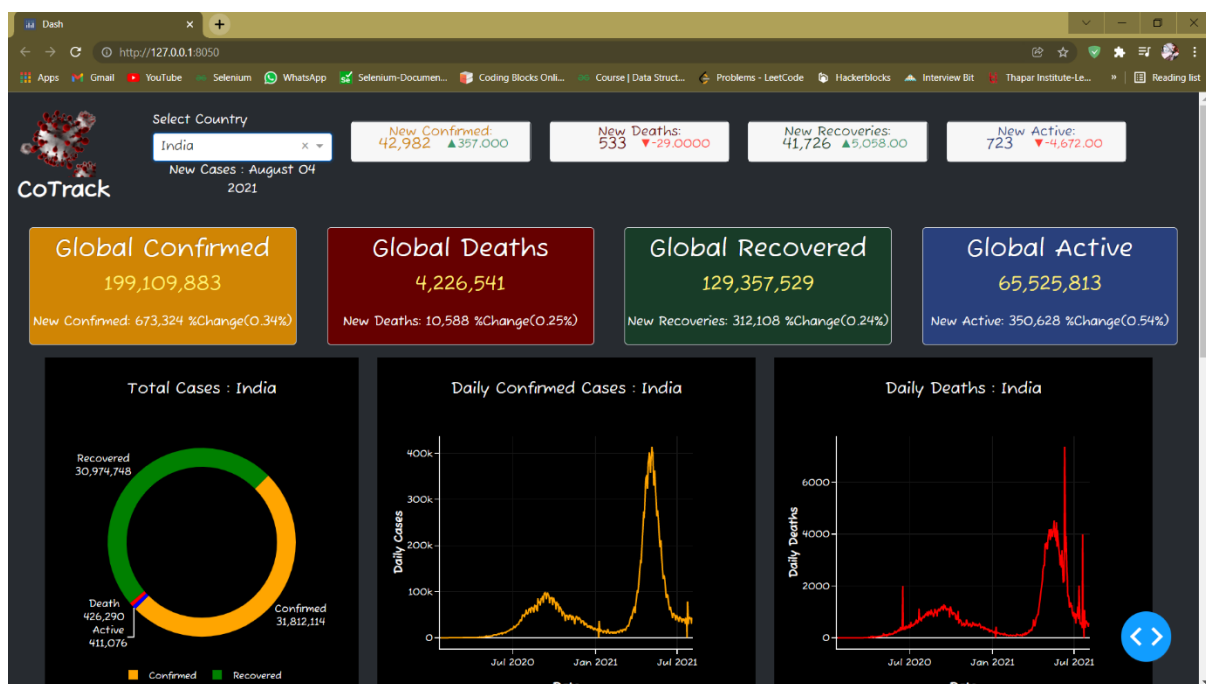 Dash
http://127.0.0.1:8050
Apps Gmail YouTube Selenium WhatsApp Selenium-Documen... Coding Blocks Onli... Course | Data Struct... Problems - LeetCode Hackerblocks Interview Bit Thapar Institute-Le... » Reading list
CoTrack
Select Country
India
New Cases : August 04
2021
New Confirmed:
42,982 ▲357.000
New Deaths:
533 ▼-29.0000
New Recoveries:
41,726 ▲5,058.00
New Active:
723 ▼-4,672.00
Global Confirmed
199,109,883
New Confirmed: 673,324 %Change(0.34%)
Global Deaths
4,226,541
New Deaths: 10,588 %Change(0.25%)
Global Recovered
129,357,529
New Recoveries: 312,108 %Change(0.24%)
Global Active
65,525,813
New Active: 350,628 %Change(0.54%)
Total Cases : India
Recovered
30,974,748
Death
426,290
Active
411,076
Confirmed
31,812,114
Confirmed Recovered
Daily Confirmed Cases : India
Daily Cases
400k
300k
200k
100k
0
Jul 2020 Jan 2021 Jul 2021
Daily Deaths : India
Daily Deaths
6000
4000
2000
0
Jul 2020 Jan 2021 Jul 2021